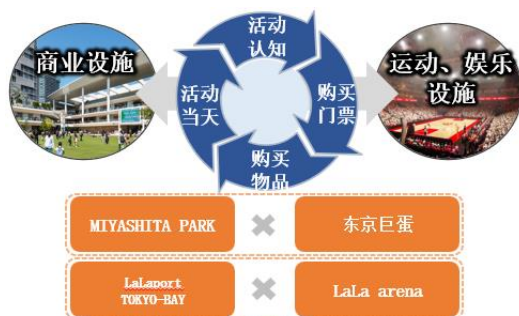 活动
认知
商业设施
运动、娱乐
设施
活动
当天
购买
门票
购买
物品
MIYASHITA PARK
东京巨蛋
LaLaport
TOKYO-BAY
LaLa arena